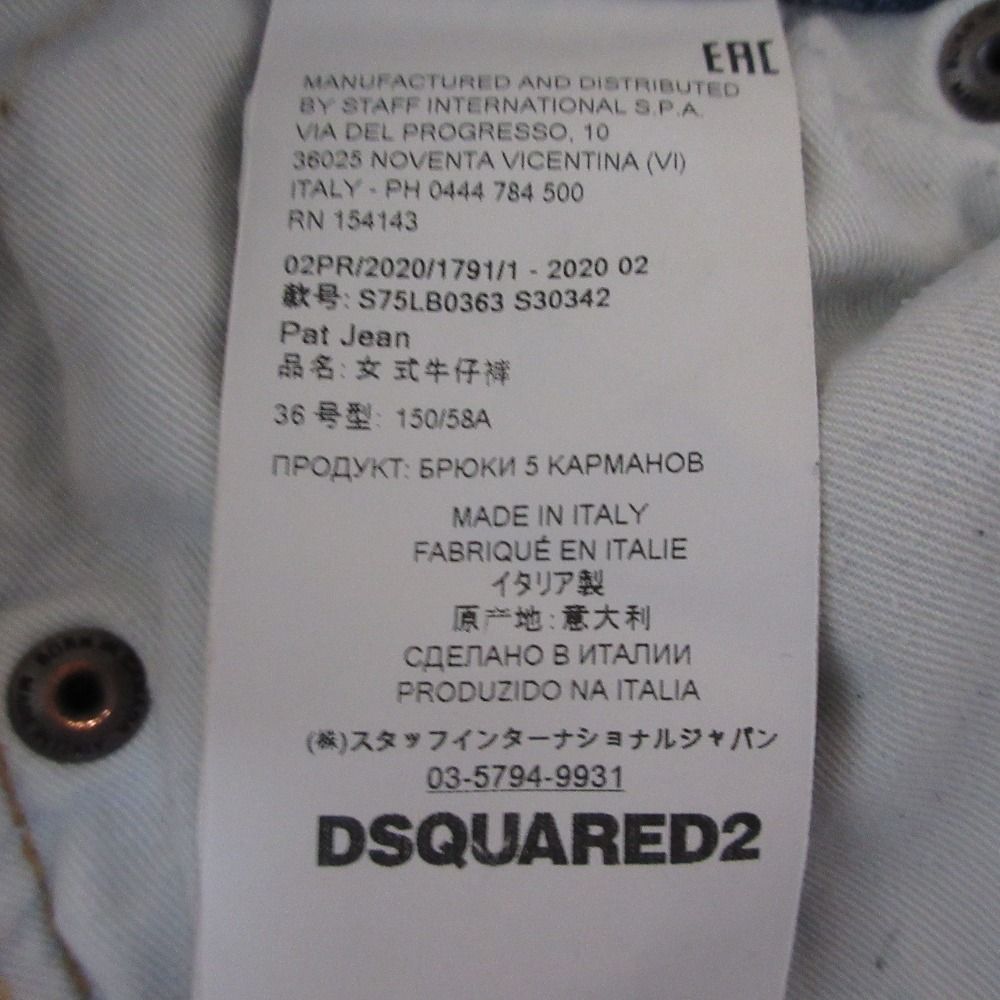 EAC
MANUFACTURED AND DISTRIBUTED
BY STAFF INTERNATIONAL S.P.A.
VIA DEL PROGRESSO, 10
36025 NOVENTA VICENTINA (VI)
ITALY - PH 0444 784 500
RN 154143
02PR/2020/1791/1 - 2020 02
款号: S75LB0363 S30342
Pat Jean
品名: 女 式牛仔裤
36 号型: 150/58A
ПРОДУКТ: БРЮКИ 5 КАРМАНОВ
MADE IN ITALY
FABRIQUÉ EN ITALIE
イタリア製
原产地: 意大利
СДЕЛАНО В ИТАЛИИ
PRODUZIDO NA ITALIA
(株)スタッフインターナショナルジャパン
03-5794-9931
DSQUARED2